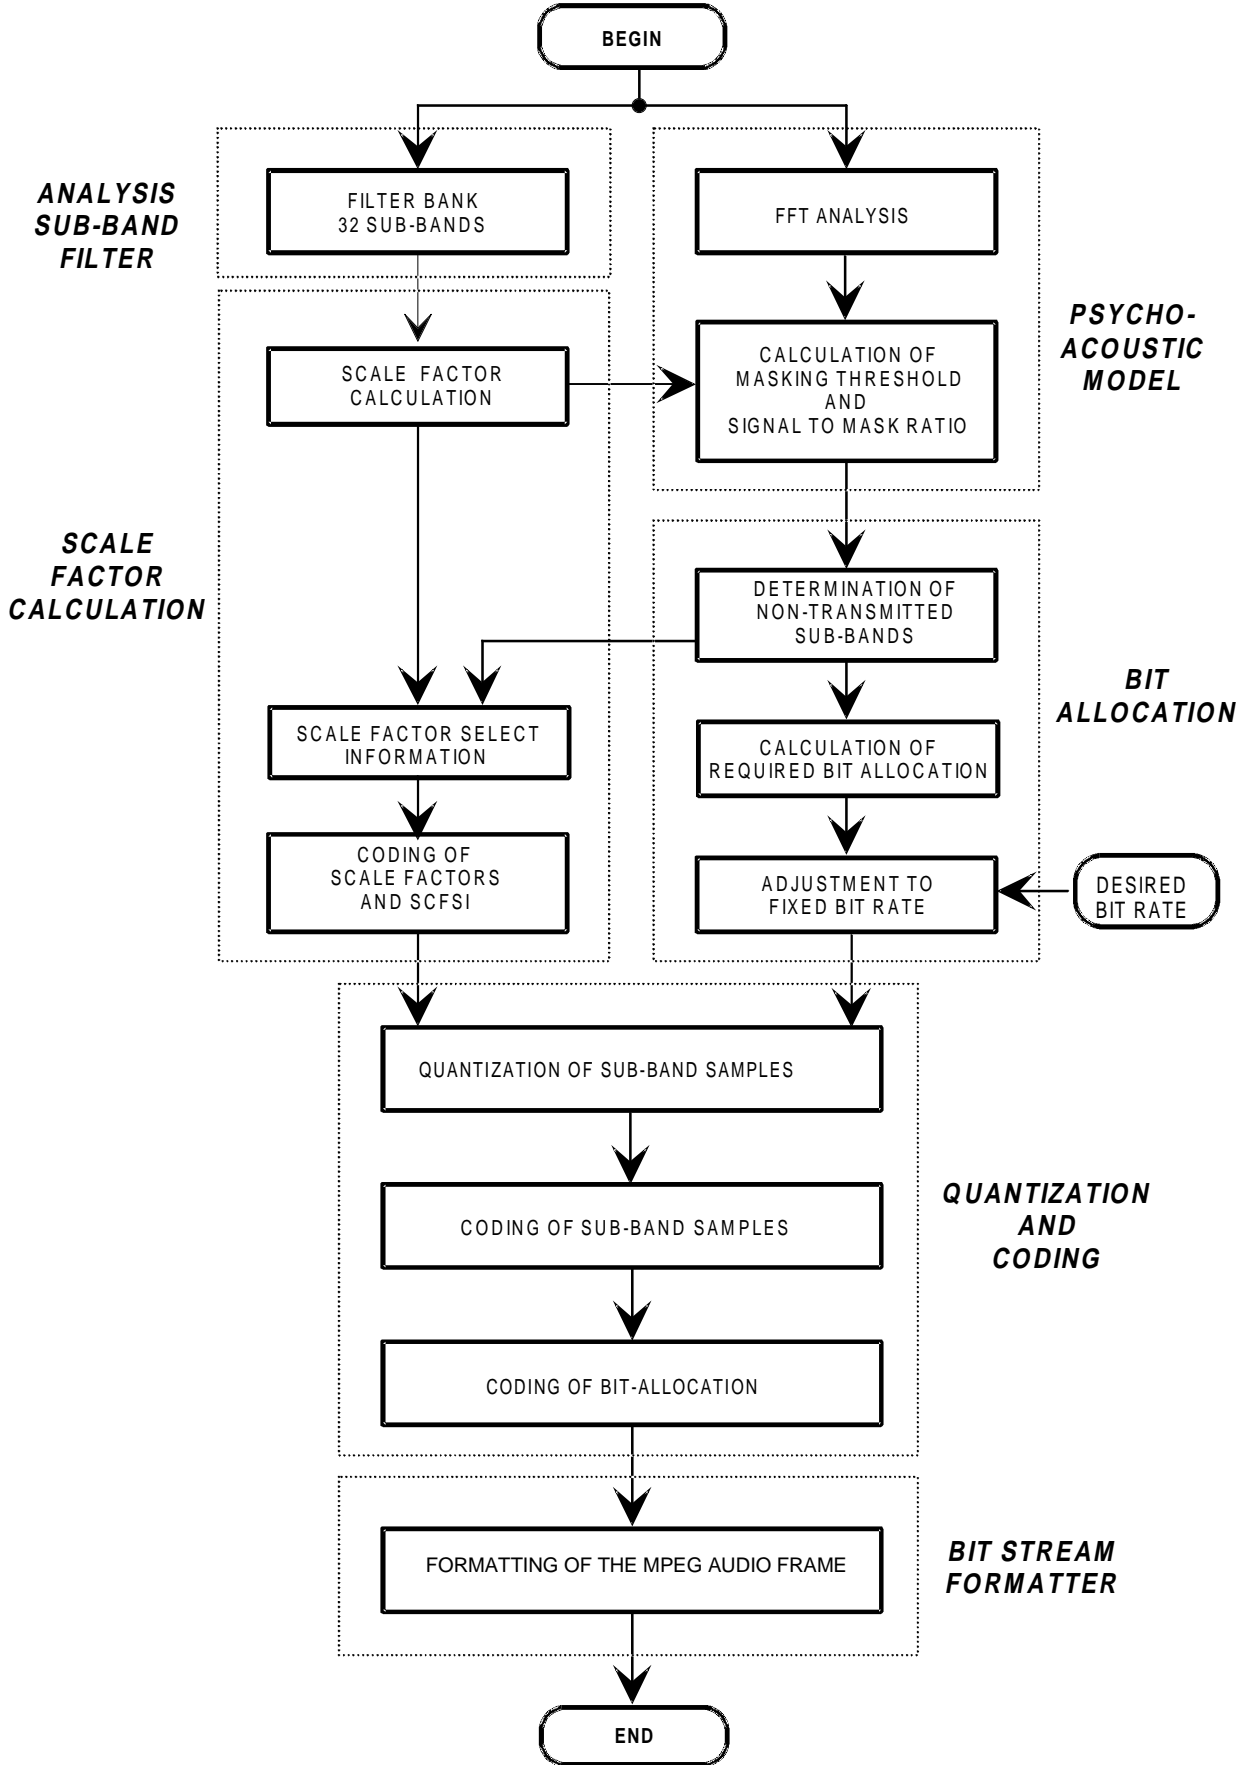 BEGIN
ANALYSIS
SUB-BAND
FILTER
FILTER BANK
32 SUB-BANDS
FFT ANALYSIS
PSYCHO-
ACOUSTIC
MODEL
SCALE FACTOR
CALCULATION
CALCULATION OF
MASKING THRESHOLD
AND
SIGNAL TO MASK RATIO
SCALE
FACTOR
CALCULATION
DETERMINATION OF
NON-TRANSMITTED
SUB-BANDS
BIT
ALLOCATION
SCALE FACTOR SELECT
INFORMATION
CALCULATION OF
REQUIRED BIT ALLOCATION
CODING OF
SCALE FACTORS
AND SCFSI
ADJUSTMENT TO
FIXED BIT RATE
DESIRED
BIT RATE
QUANTIZATION OF SUB-BAND SAMPLES
CODING OF SUB-BAND SAMPLES
QUANTIZATION
AND
CODING
CODING OF BIT-ALLOCATION
FORMATTING OF THE MPEG AUDIO FRAME
BIT STREAM
FORMATTER
END